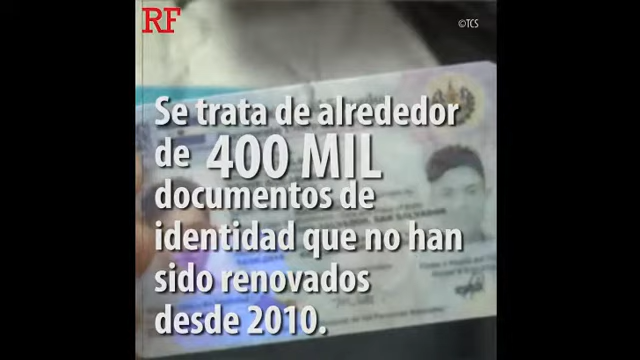 RF
©TCS
Se trata de alrededor
de 400 MIL
documentos de
identidad que no han
sido renovados
desde 2010.